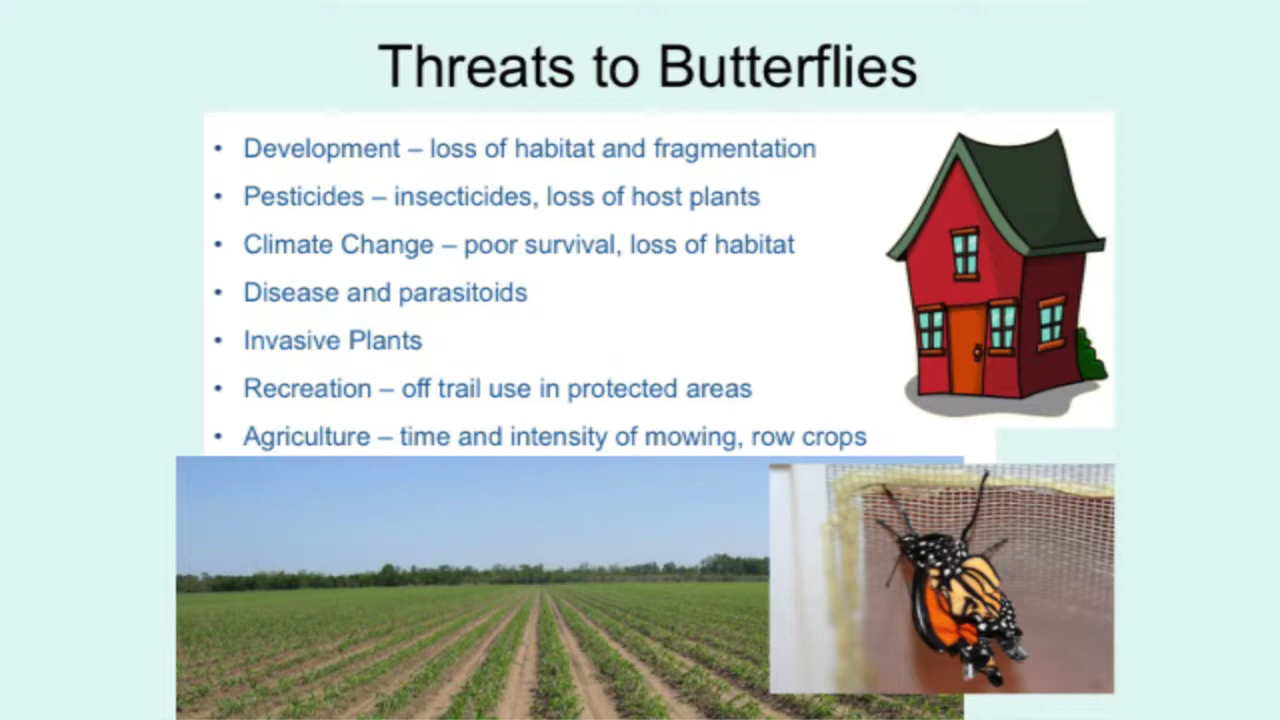 Threats to Butterflies
• Development – loss of habitat and fragmentation
• Pesticides – insecticides, loss of host plants
• Climate Change – poor survival, loss of habitat
• Disease and parasitoids
• Invasive Plants
• Recreation – off trail use in protected areas
• Agriculture – time and intensity of mowing, row crops